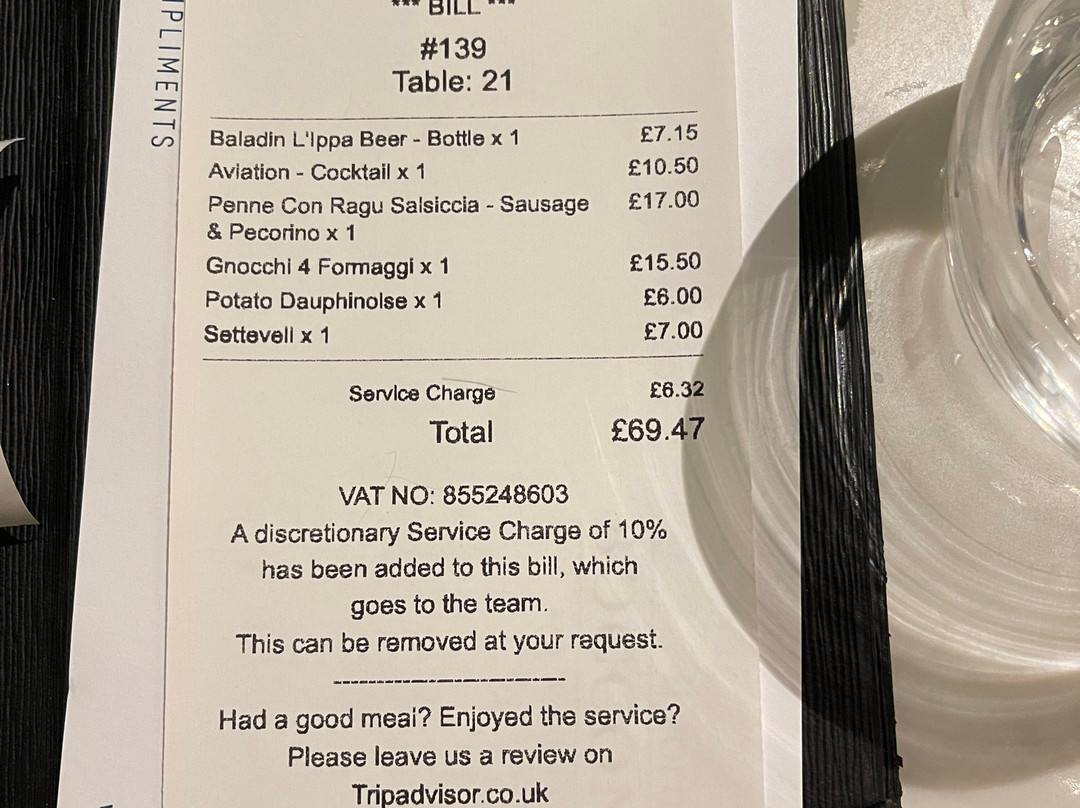 PLIMENTS
*** BILL ***
#139
Table: 21
Baladin L'Ippa Beer - Bottle x 1 £7.15
Aviation - Cocktail x 1 £10.50
Penne Con Ragu Salsiccia - Sausage £17.00
& Pecorino x 1
Gnocchi 4 Formaggi x 1 £15.50
Potato Dauphinoise x 1 £6.00
Setteveli x 1 £7.00
Service Charge £6.32
Total £69.47
VAT NO: 855248603
A discretionary Service Charge of 10%
has been added to this bill, which
goes to the team.
This can be removed at your request.
Had a good meal? Enjoyed the service?
Please leave us a review on
Tripadvisor.co.uk